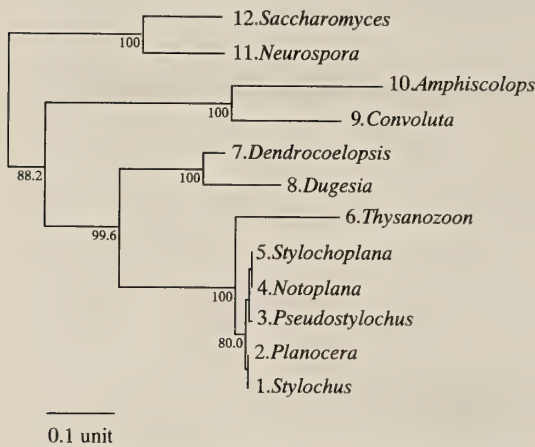 12.Saccharomyces
100
11.Neurospora
10.Amphiscolops
100
9.Convoluta
7.Dendrocoelopsis
88.2
100
8.Dugesia
6.Thysanozoon
99.6
5.Stylochoplana
100
4.Notoplana
3.Pseudostylochus
80.0
2.Planocera
1.Stylochus
0.1 unit